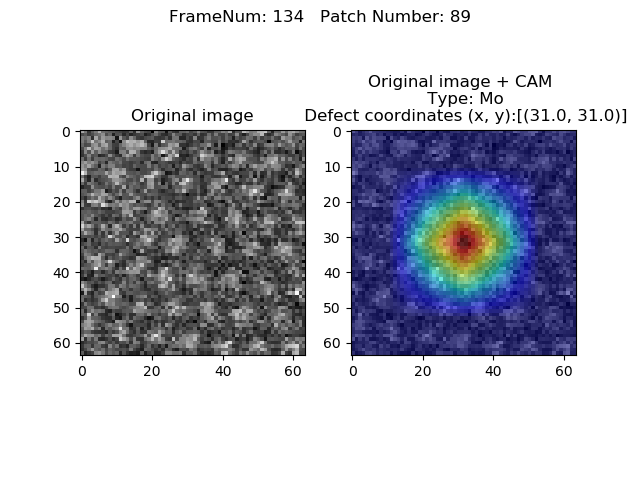 FrameNum: 134   Patch Number: 89
Original image
0
10
20
30
40
50
60
0 20 40 60
Original image + CAM
Type: Mo
Defect coordinates (x, y):[(31.0, 31.0)]
0
10
20
30
40
50
60
0 20 40 60